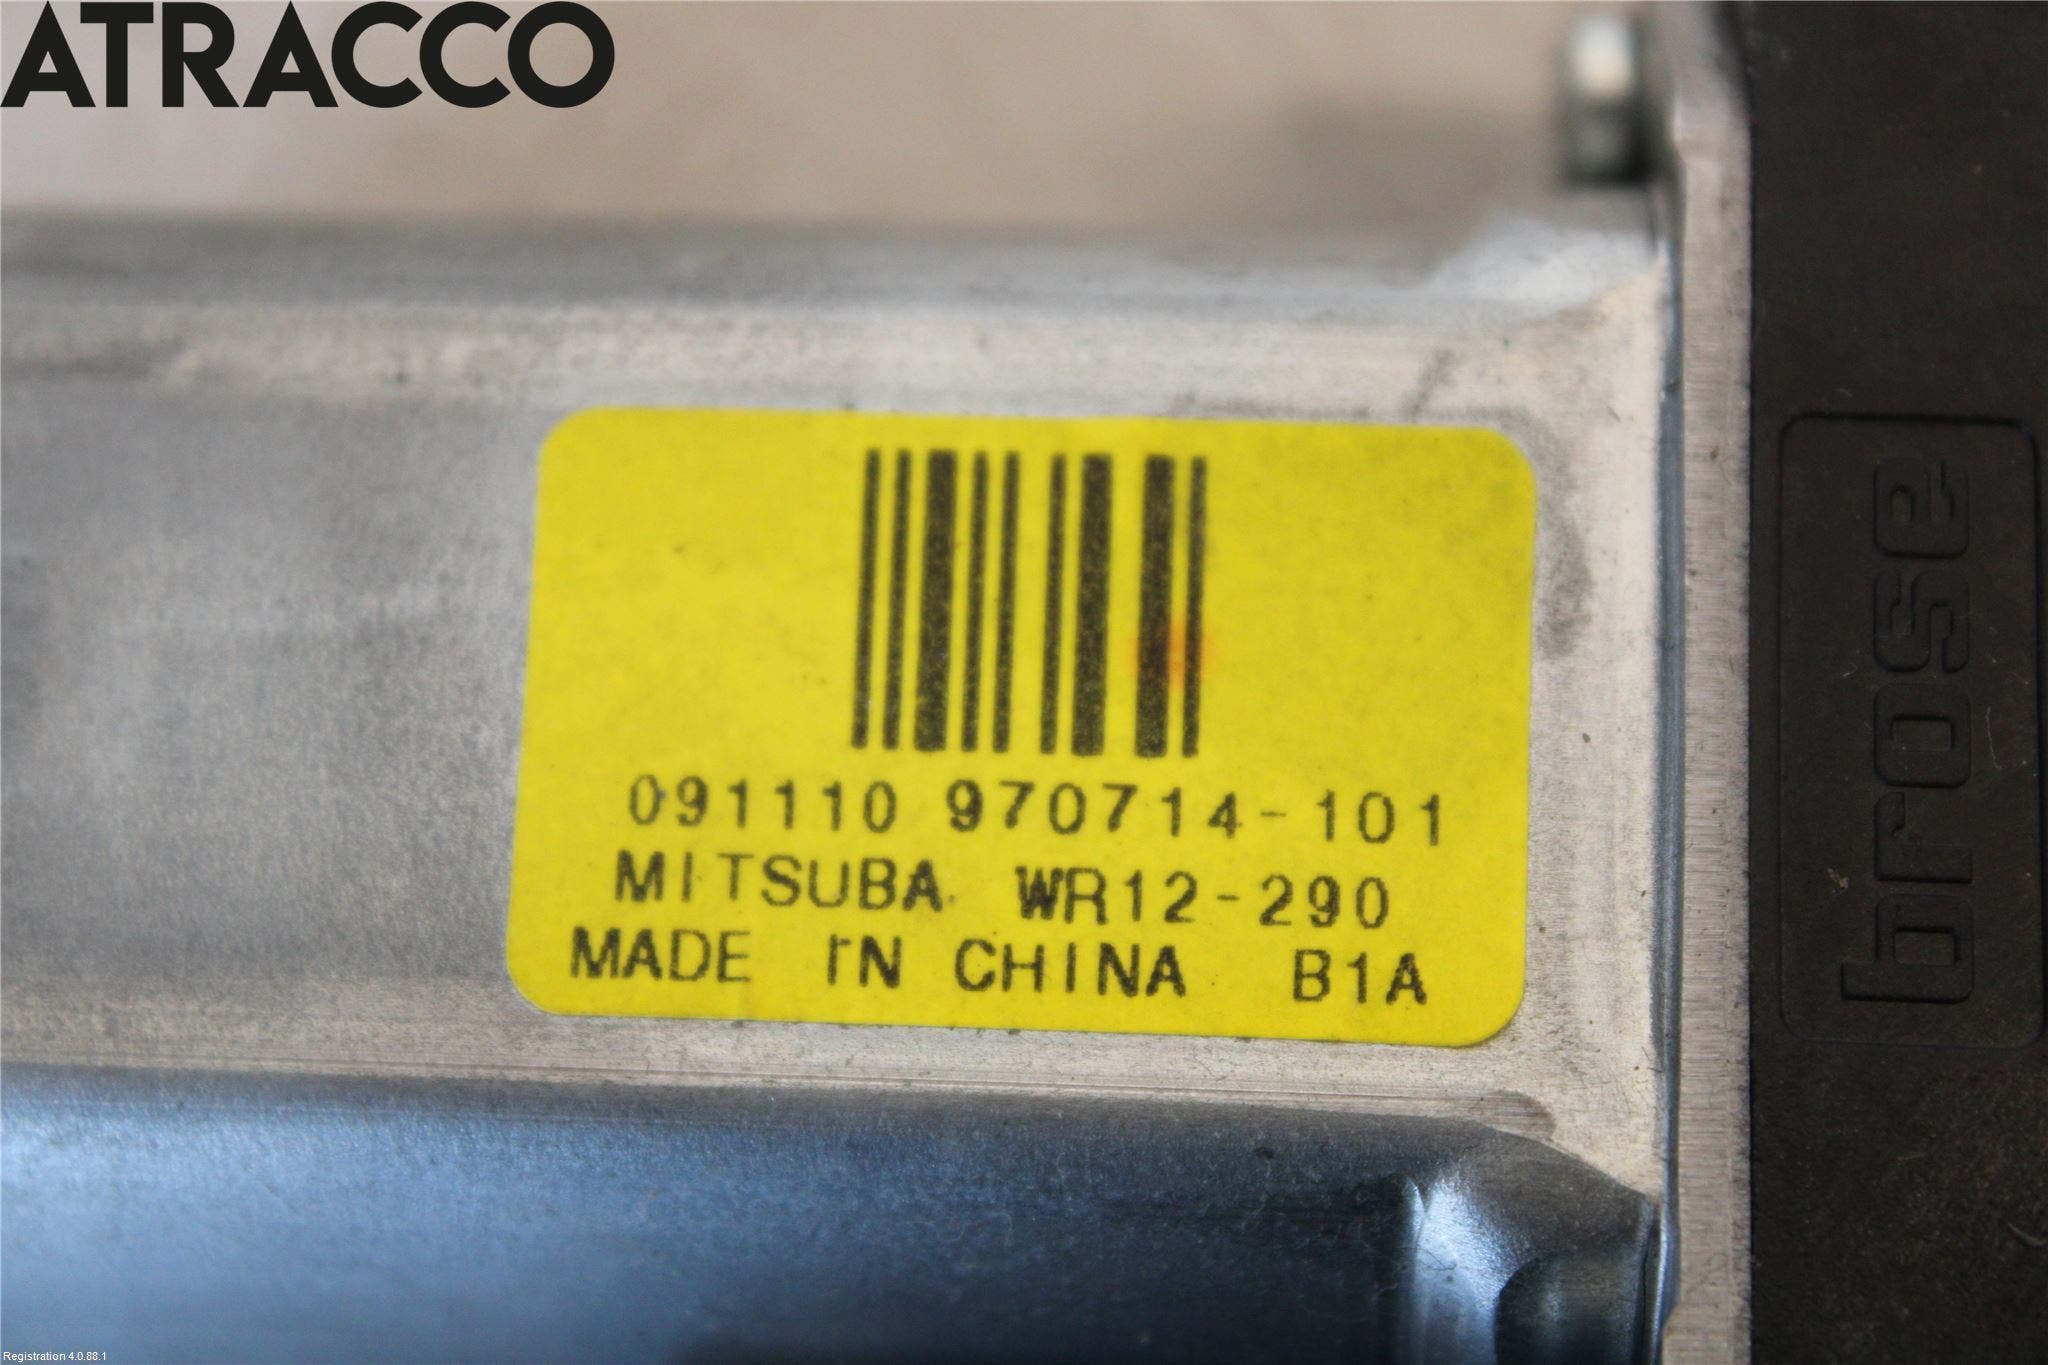 ATRACCO
091110 970714-101
MITSUBA WR12-290
MADE IN CHINA B1A
brose
Registration 4.0.88.1